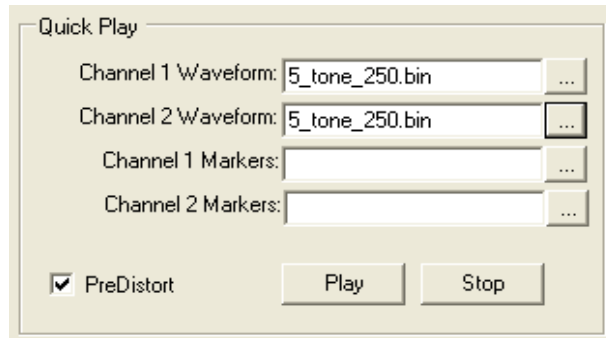 Quick Play
Channel 1 Waveform: 5_tone_250.bin ...
Channel 2 Waveform: 5_tone_250.bin ...
Channel 1 Markers: ...
Channel 2 Markers: ...
PreDistort Play Stop